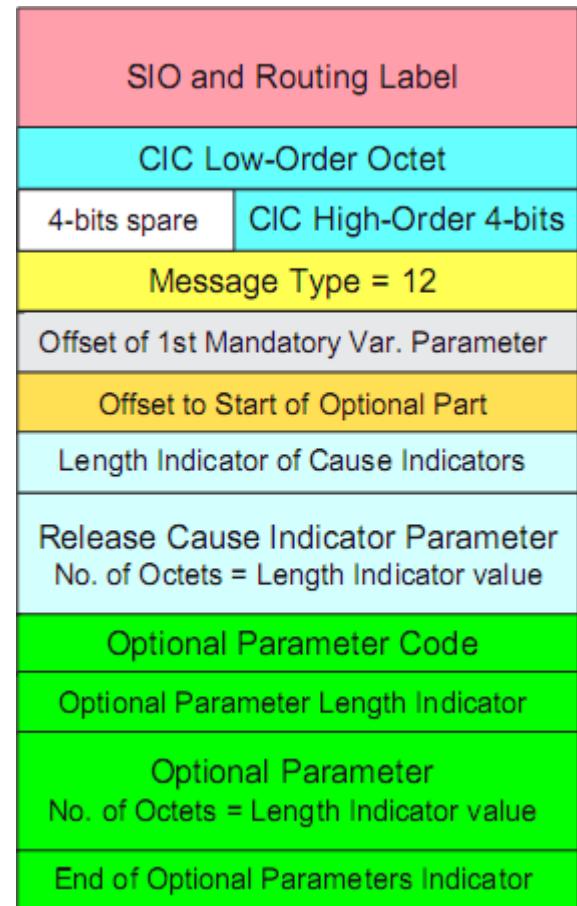 SIO and Routing Label
CIC Low-Order Octet
4-bits spare
CIC High-Order 4-bits
Message Type = 12
Offset of 1st Mandatory Var. Parameter
Offset to Start of Optional Part
Length Indicator of Cause Indicators
Release Cause Indicator Parameter
No. of Octets = Length Indicator value
Optional Parameter Code
Optional Parameter Length Indicator
Optional Parameter
No. of Octets = Length Indicator value
End of Optional Parameters Indicator